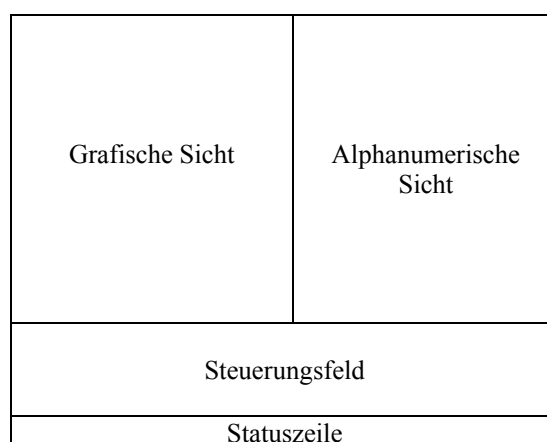 Grafische Sicht
Alphanumerische
Sicht
Steuerungsfeld
Statuszeile